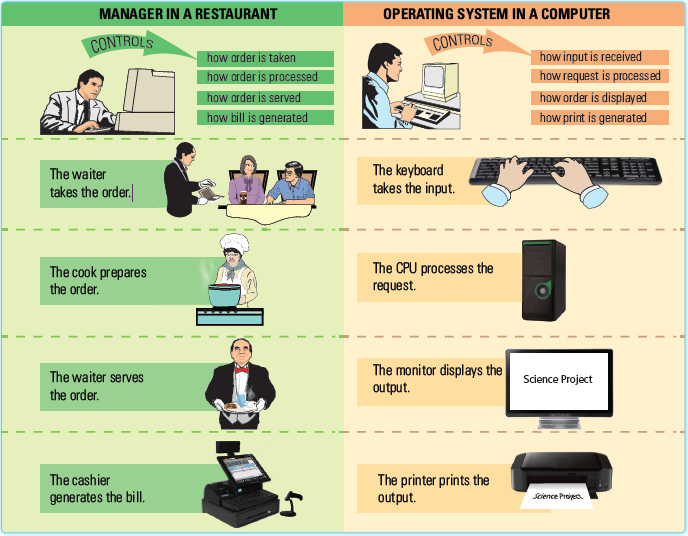 MANAGER IN A RESTAURANT
CONTROLS
how order is taken
how order is processed
how order is served
how bill is generated
The waiter
takes the order.
The cook prepares
the order.
The waiter serves
the order.
The cashier
generates the bill.
OPERATING SYSTEM IN A COMPUTER
CONTROLS
how input is received
how request is processed
how order is displayed
how print is generated
The keyboard
takes the input.
The CPU processes the
request.
The monitor displays the
output.
Science Project
The printer prints the
output.
Science Project